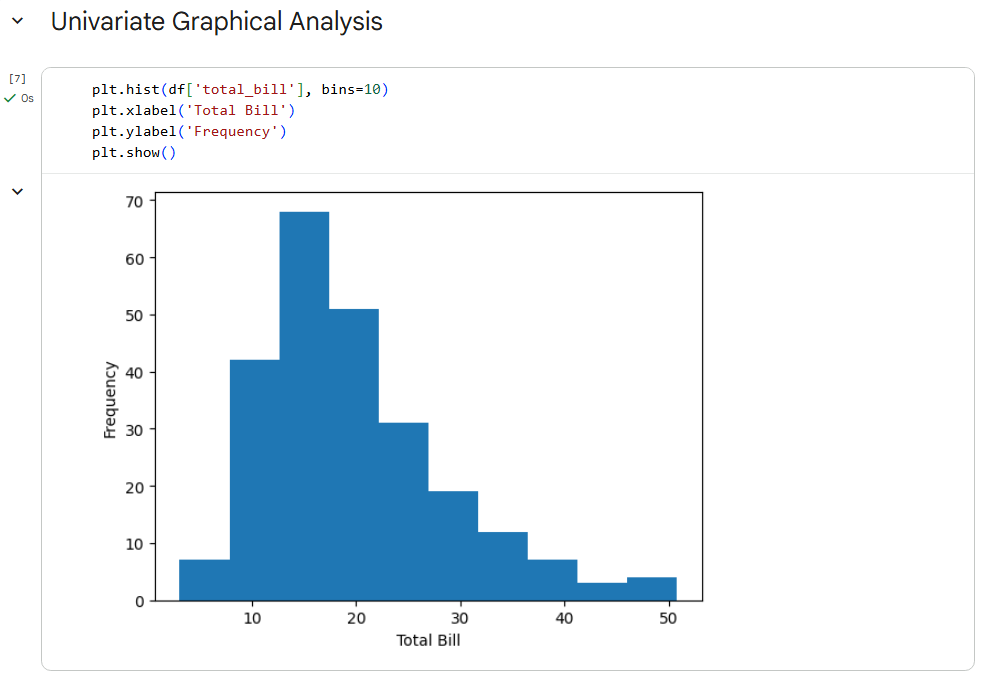 Univariate Graphical Analysis
[7]
0s
plt.hist(df['total_bill'], bins=10)
plt.xlabel('Total Bill')
plt.ylabel('Frequency')
plt.show()
70
60
50
40
30
20
10
0
Frequency
10 20 30 40 50
Total Bill